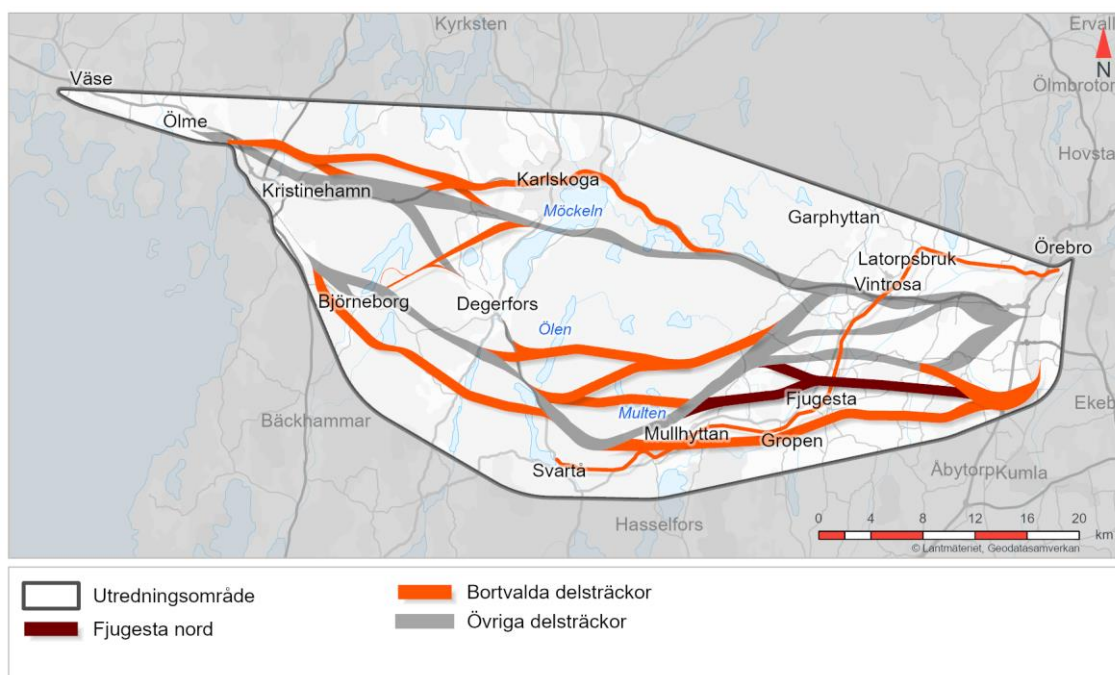 Kyrksten
Ervall
N
Väse
Ölmbrotor
Ölme
Hovsta
Karlskoga
Kristinehamn
Möckeln
Garphyttan
Örebro
Latorpsbruk
Vintrosa
Björneborg
Degerfors
Ölen
Fjugesta
Ekeb
Multen
Bäckhammar
Mullhyttan
Gropen
Svartå
Åbytorp
Kumla
Hasselfors
0 4 8 12 16 20
km
© Lantmäteriet, Geodatasamverkan
Utredningsområde
Bortvalda delsträckor
Fjugesta nord
Övriga delsträckor